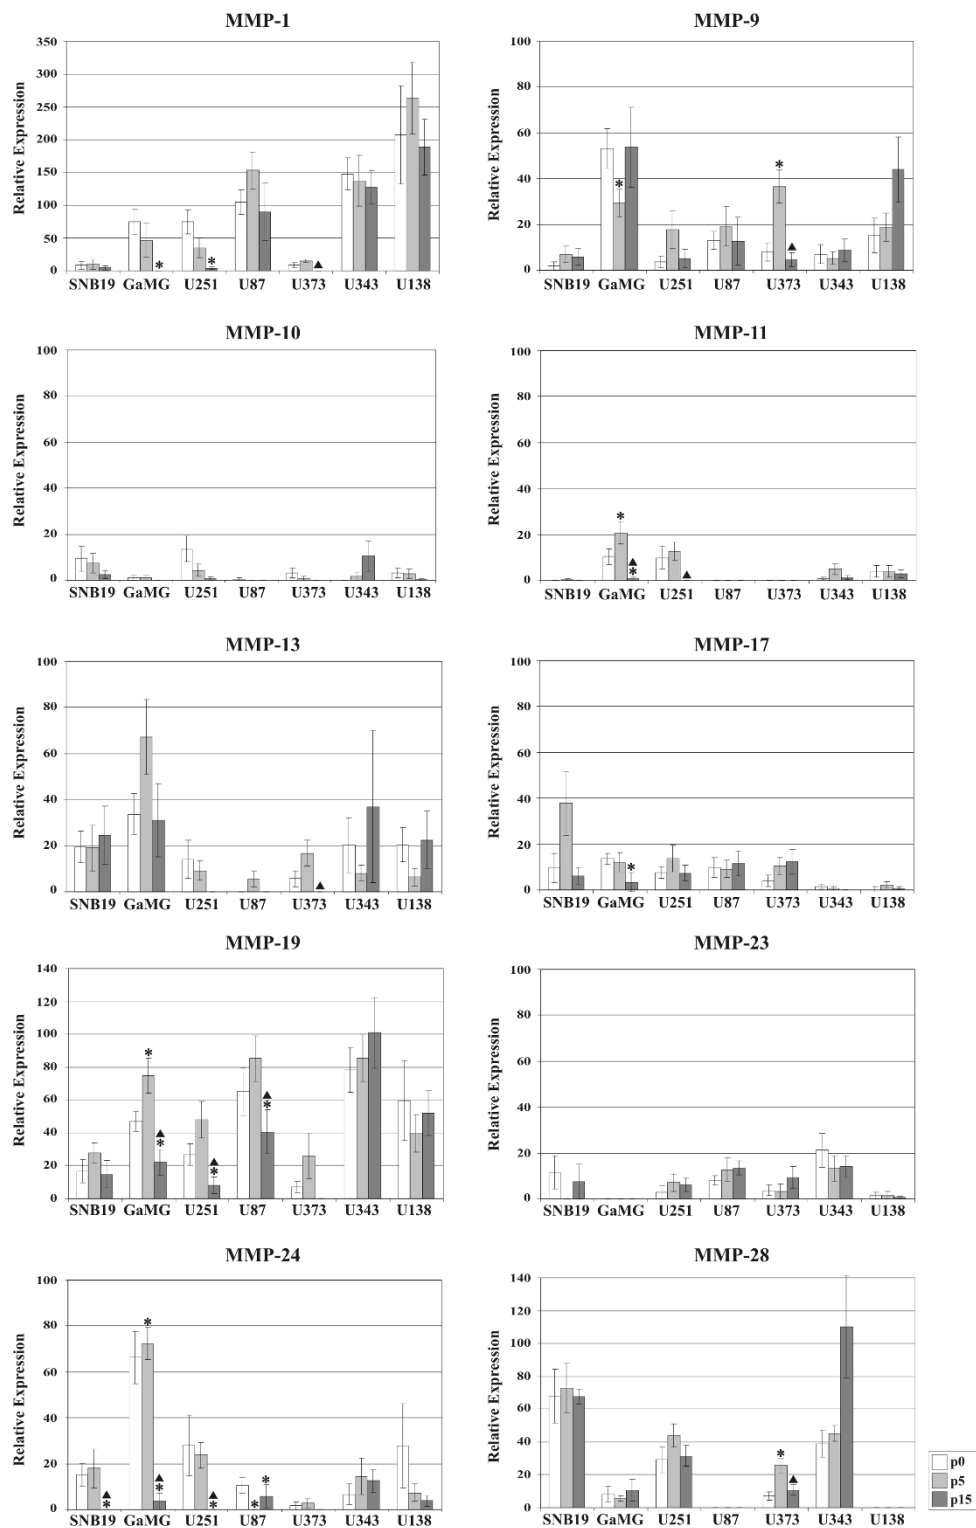 MMP-1
Relative Expression
350
300
250
200
150
100
50
0
* * ▲
SNB19 GaMG U251 U87 U373 U343 U138
MMP-9
Relative Expression
100
80
60
40
20
0
* * ▲
SNB19 GaMG U251 U87 U373 U343 U138
MMP-10
Relative Expression
100
80
60
40
20
0
SNB19 GaMG U251 U87 U373 U343 U138
MMP-11
Relative Expression
100
80
60
40
20
0
* ▲ * ▲
SNB19 GaMG U251 U87 U373 U343 U138
MMP-13
Relative Expression
100
80
60
40
20
0
▲
SNB19 GaMG U251 U87 U373 U343 U138
MMP-17
Relative Expression
100
80
60
40
20
0
*
SNB19 GaMG U251 U87 U373 U343 U138
MMP-19
Relative Expression
140
120
100
80
60
40
20
0
* ▲ * ▲ * ▲ *
SNB19 GaMG U251 U87 U373 U343 U138
MMP-23
Relative Expression
100
80
60
40
20
0
SNB19 GaMG U251 U87 U373 U343 U138
MMP-24
Relative Expression
100
80
60
40
20
0
▲ * * ▲ * ▲ * * *
SNB19 GaMG U251 U87 U373 U343 U138
MMP-28
Relative Expression
140
120
100
80
60
40
20
0
* ▲
SNB19 GaMG U251 U87 U373 U343 U138
p0
p5
p15